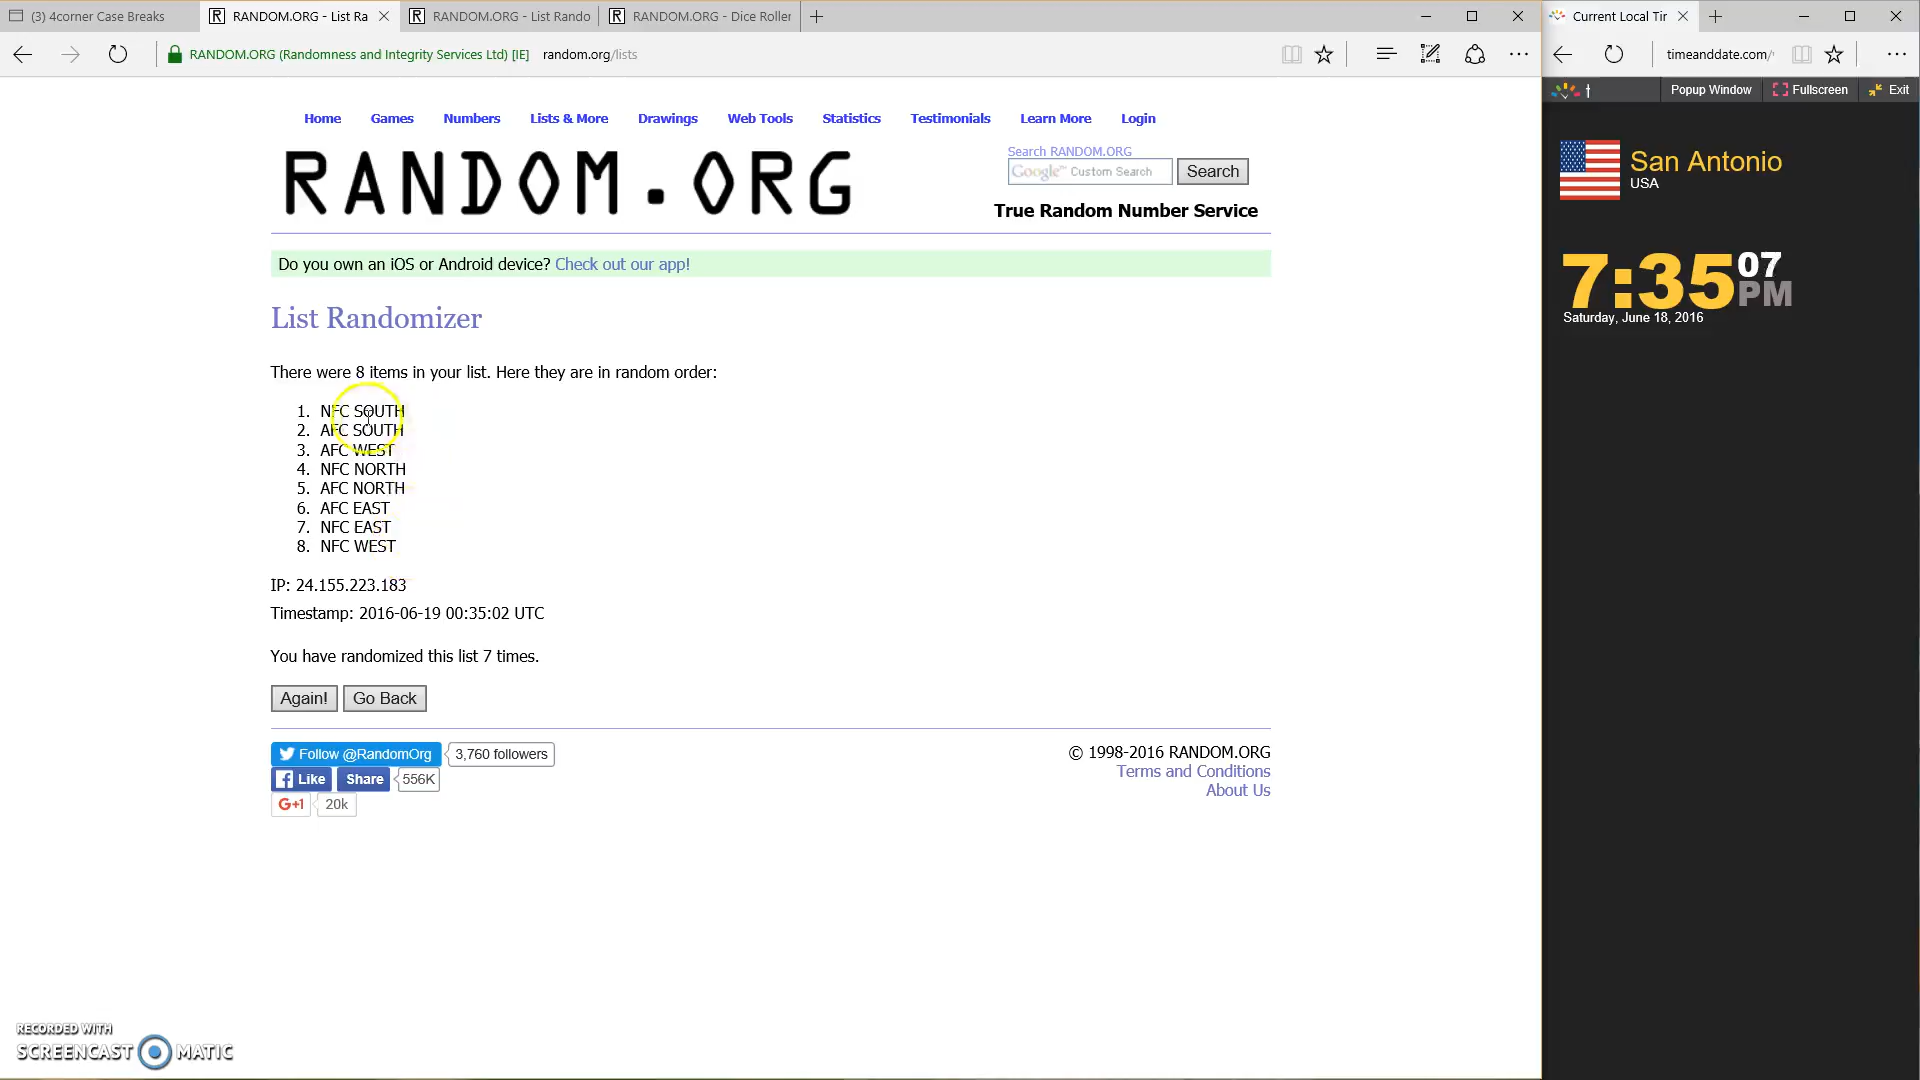 (3) 4corner Case Breaks
RANDOM.ORG - List Ra
RANDOM.ORG - List Rando
RANDOM.ORG - Dice Roller
Current Local Tir
RANDOM.ORG (Randomness and Integrity Services Ltd) [IE]
random.org/lists
timeanddate.com/
Popup Window
Fullscreen
Exit
Home
Games
Numbers
Lists & More
Drawings
Web Tools
Statistics
Testimonials
Learn More
Login
RANDOM.ORG
Search RANDOM.ORG
Google™ Custom Search
Search
True Random Number Service
San Antonio
USA
7:35 07 PM
Saturday, June 18, 2016
Do you own an iOS or Android device? Check out our app!
List Randomizer
There were 8 items in your list. Here they are in random order:
1. NFC SOUTH
2. AFC SOUTH
3. AFC WEST
4. NFC NORTH
5. AFC NORTH
6. AFC EAST
7. NFC EAST
8. NFC WEST
IP: 24.155.223.183
Timestamp: 2016-06-19 00:35:02 UTC
You have randomized this list 7 times.
Again!
Go Back
Follow @RandomOrg
3,760 followers
Like
Share
556K
G+1
20k
© 1998-2016 RANDOM.ORG
Terms and Conditions
About Us
RECORDED WITH
SCREENCAST MATIC